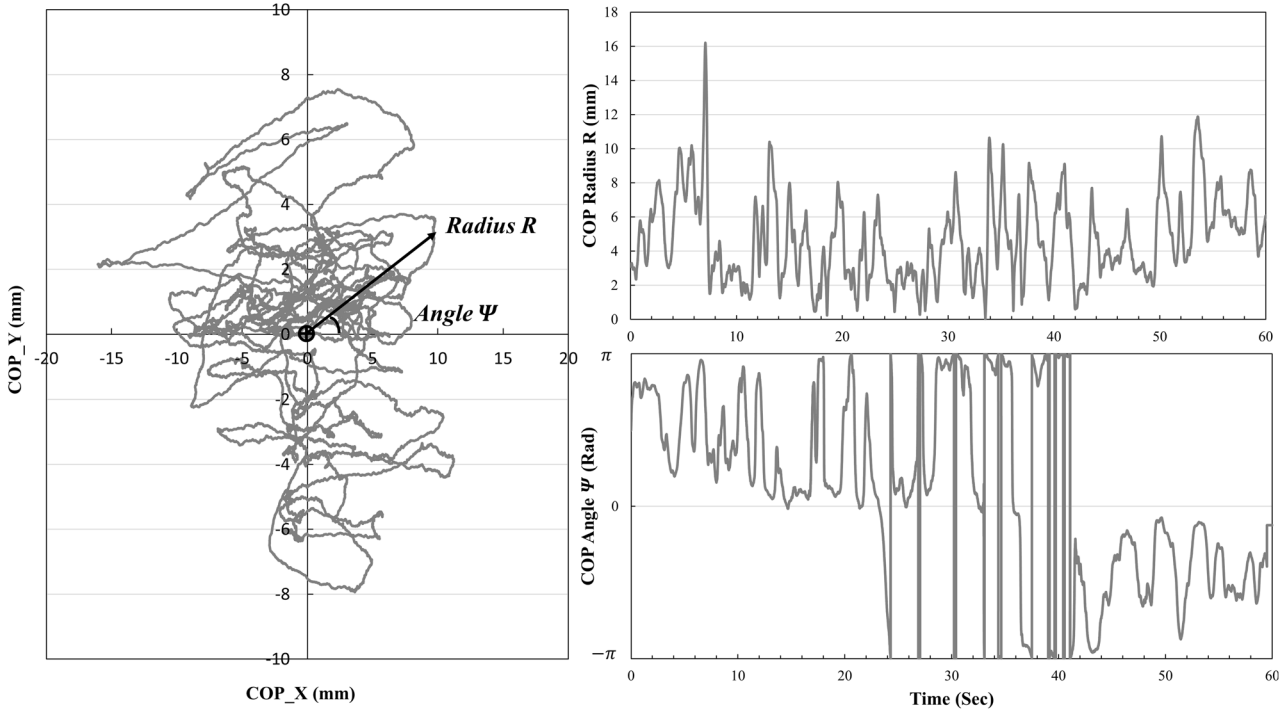 10
8
6
4
2
0
-2
-4
-6
-8
-10
-20 -15 -10 -5 0 5 10 15 20
COP_Y (mm)
COP_X (mm)
Radius R
Angle Ψ
18
16
14
12
10
8
6
4
2
0
0 10 20 30 40 50 60
COP Radius R (mm)
π
0
−π
0 10 20 30 40 50 60
COP Angle Ψ (Rad)
Time (Sec)